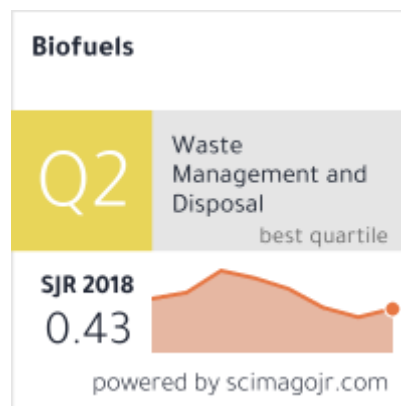 Biofuels
Q2
Waste
Management and
Disposal
best quartile
SJR 2018
0.43
powered by scimagojr.com